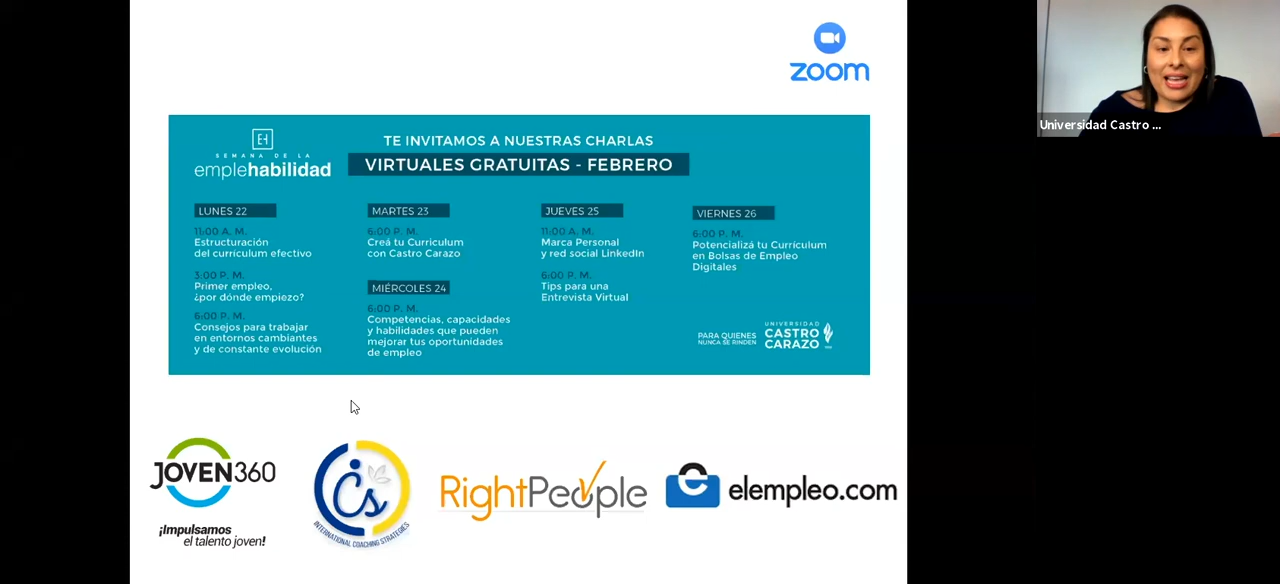 zoom
EH
SEMANA DE LA
emplehabilidad
TE INVITAMOS A NUESTRAS CHARLAS
VIRTUALES GRATUITAS - FEBRERO
LUNES 22
11:00 A. M.
Estructuración
del currículum efectivo
3:00 P. M.
Primer empleo,
¿por dónde empiezo?
6:00 P. M.
Consejos para trabajar
en entornos cambiantes
y de constante evolución
MARTES 23
6:00 P. M.
Creá tu Curriculum
con Castro Carazo
MIÉRCOLES 24
6:00 P. M.
Competencias, capacidades
y habilidades que pueden
mejorar tus oportunidades
de empleo
JUEVES 25
11:00 A. M.
Marca Personal
y red social LinkedIn
6:00 P. M.
Tips para una
Entrevista Virtual
VIERNES 26
6:00 P. M.
Potencializá tu Currículum
en Bolsas de Empleo
Digitales
PARA QUIENES
NUNCA SE RINDEN
UNIVERSIDAD
CASTRO
CARAZO
Universidad Castro ...
JOVEN360
¡Impulsamos
el talento joven!
ICS
INTERNATIONAL COACHING STRATEGIES
RightPeople
e
elempleo.com